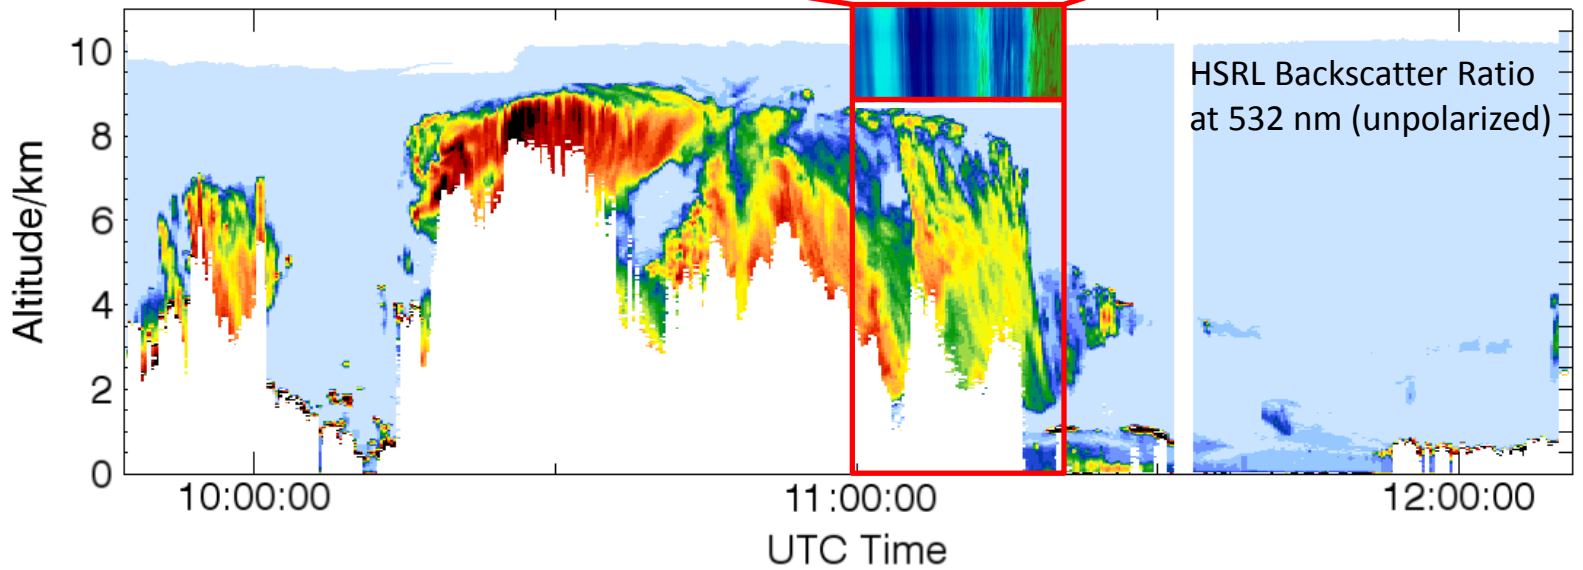 HSRL Backscatter Ratio
at 532 nm (unpolarized)
Altitude/km
10
8
6
4
2
0
10:00:00
11:00:00
12:00:00
UTC Time